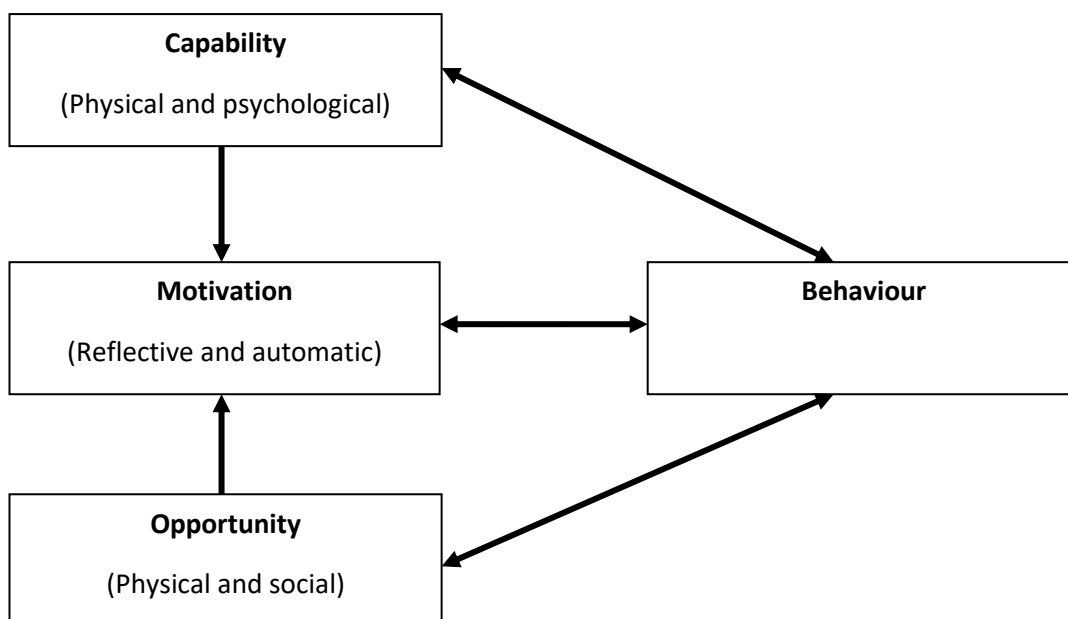 Capability
(Physical and psychological)
Motivation
(Reflective and automatic)
Behaviour
Opportunity
(Physical and social)